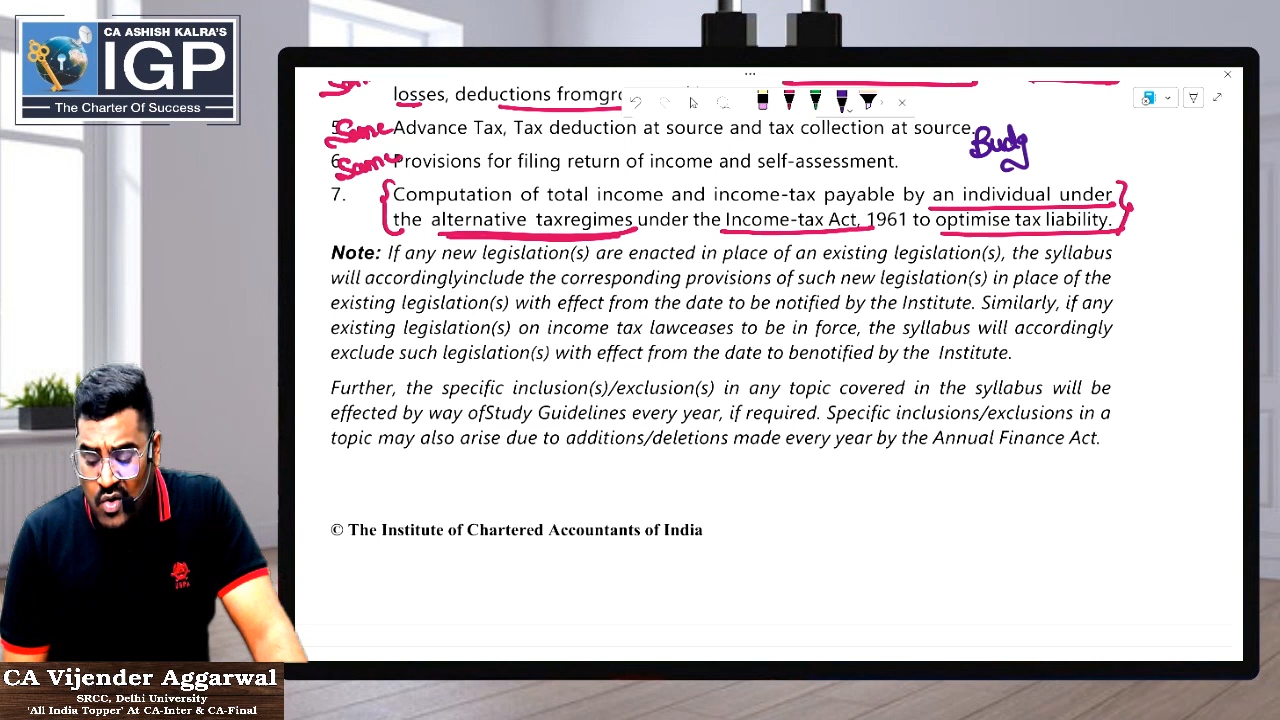 CA ASHISH KALRA'S
IGP
The Charter Of Success
losses, deductions from
5. Same Advance Tax, Tax deduction at source and tax collection at source.
Budg
6. Same Provisions for filing return of income and self-assessment.
7. Computation of total income and income-tax payable by an individual under
the alternative taxregimes under the Income-tax Act, 1961 to optimise tax liability.
Note: If any new legislation(s) are enacted in place of an existing legislation(s), the syllabus
will accordinglyinclude the corresponding provisions of such new legislation(s) in place of the
existing legislation(s) with effect from the date to be notified by the Institute. Similarly, if any
existing legislation(s) on income tax lawceases to be in force, the syllabus will accordingly
exclude such legislation(s) with effect from the date to benotified by the Institute.
Further, the specific inclusion(s)/exclusion(s) in any topic covered in the syllabus will be
effected by way ofStudy Guidelines every year, if required. Specific inclusions/exclusions in a
topic may also arise due to additions/deletions made every year by the Annual Finance Act.
© The Institute of Chartered Accountants of India
CA Vijender Aggarwal
SRCC, Delhi University
'All India Topper' At CA-Inter & CA-Final